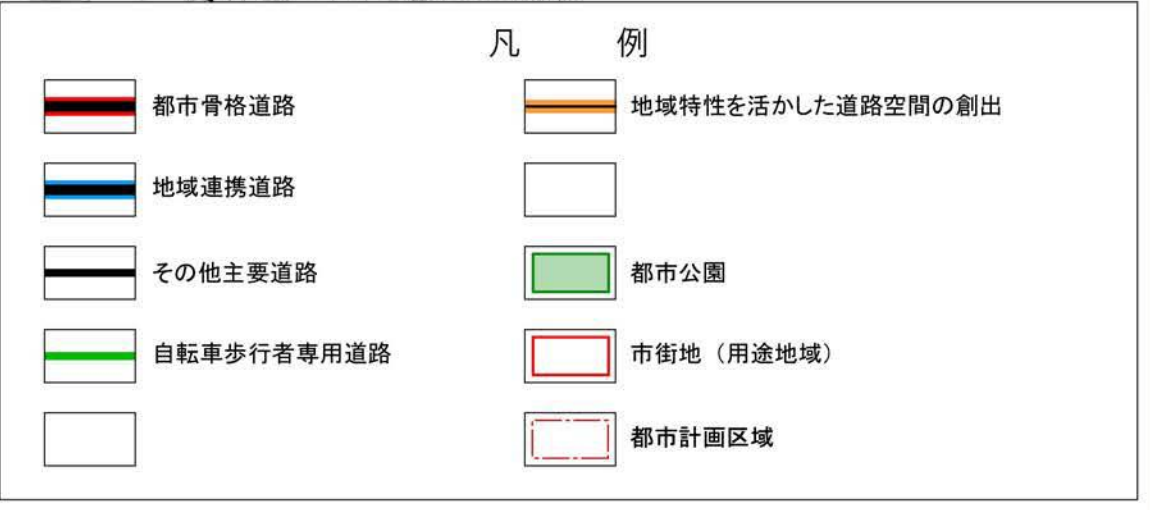 凡 例
都市骨格道路
地域連携道路
その他主要道路
自転車歩行者専用道路
地域特性を活かした道路空間の創出
都市公園
市街地（用途地域）
都市計画区域